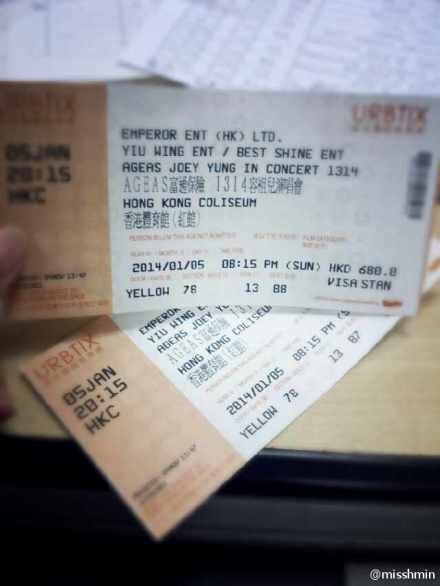 URBTIX
URBTIX
05JAN
20:15
HKC
EMPEROR ENT (HK) LTD.
YIU WING ENT / BEST SHINE ENT
AGEAS JOEY YUNG IN CONCERT 1314
AGEAS富通保險 1314容祖兒演唱會
HONG KONG COLISEUM
香港體育館(紅館)
2014/01/05 08:15 PM (SUN) HKD 680.0
VISA STAN
YELLOW 78 13 88
URBTIX
URBTIX
05JAN
20:15
HKC
EMPEROR
YIU WING ENT
AGEAS JOEY YUNG
AGEAS富通保險
HONG KONG COLISEUM
香港體育館(紅館)
2014/01/05 08:15 PM
YELLOW 78 13 87
@misshmin